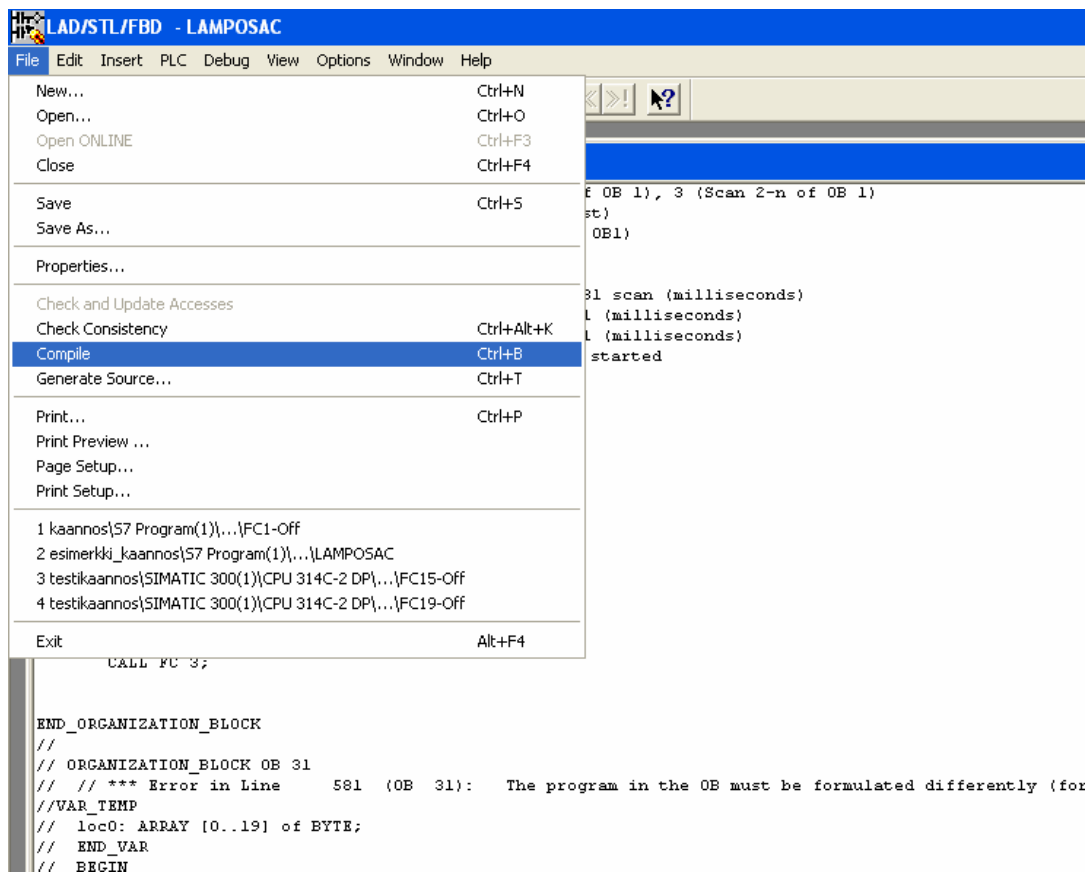 LAD/STL/FBD - LAMPOSAC
File Edit Insert PLC Debug View Options Window Help
New... Ctrl+N
Open... Ctrl+O
Open ONLINE Ctrl+F3
Close Ctrl+F4
Save Ctrl+S
Save As...
Properties...
Check and Update Accesses
Check Consistency Ctrl+Alt+K
Compile Ctrl+B
Generate Source... Ctrl+T
Print... Ctrl+P
Print Preview ...
Page Setup...
Print Setup...
1 kaannos\S7 Program(1)\...\FC1-Off
2 esimerkki_kaannos\S7 Program(1)\...\LAMPOSAC
3 testikaannos\SIMATIC 300(1)\CPU 314C-2 DP\...\FC15-Off
4 testikaannos\SIMATIC 300(1)\CPU 314C-2 DP\...\FC19-Off
Exit Alt+F4
f OB 1), 3 (Scan 2-n of OB 1)
st)
OB1)
31 scan (milliseconds)
1 (milliseconds)
1 (milliseconds)
started
CALL FC 3;
END_ORGANIZATION_BLOCK
//
// ORGANIZATION_BLOCK OB 31
// // *** Error in Line 581 (OB 31): The program in the OB must be formulated differently (for
//VAR_TEMP
// loc0: ARRAY [0..19] of BYTE;
// END_VAR
// BEGIN